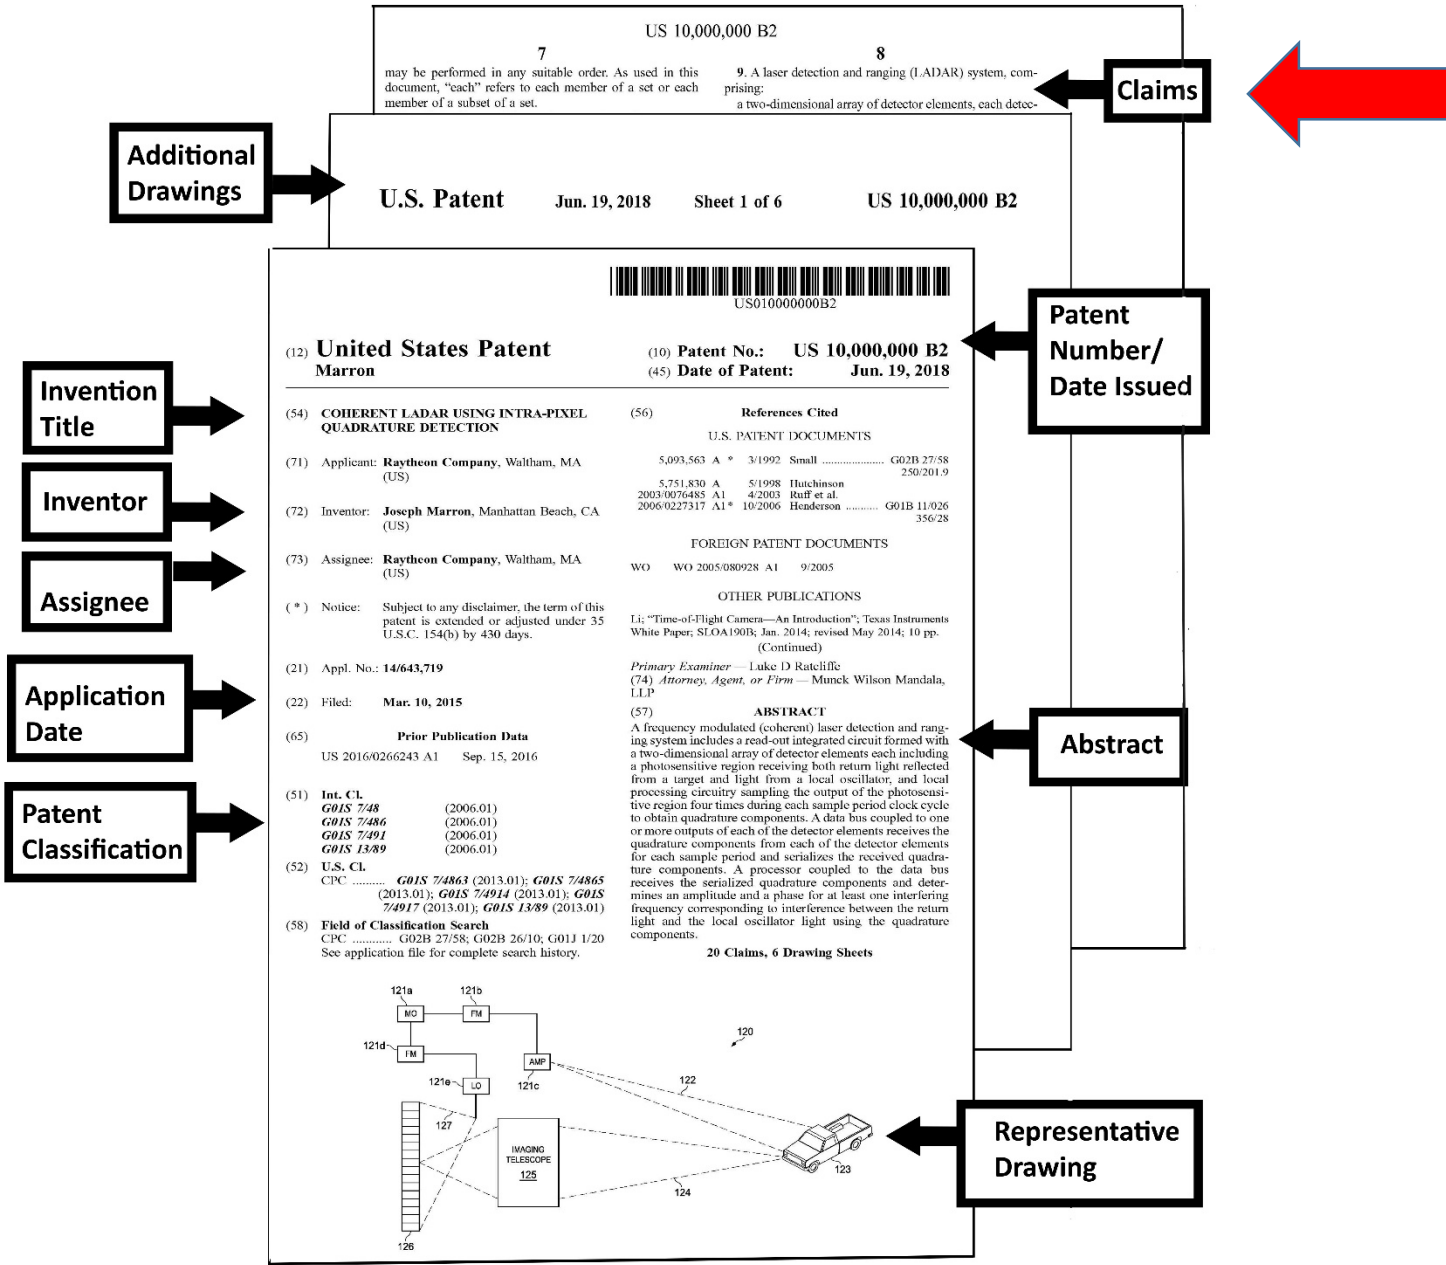 US 10,000,000 B2
7
may be performed in any suitable order. As used in this
document, “each” refers to each member of a set or each
member of a subset of a set.
8
9. A laser detection and ranging (LADAR) system, com-
prising:
a two-dimensional array of detector elements, each detec-
Claims
Additional
Drawings
U.S. Patent Jun. 19, 2018 Sheet 1 of 6 US 10,000,000 B2
US010000000B2
Patent
Number/
Date Issued
(12) United States Patent
Marron
(10) Patent No.: US 10,000,000 B2
(45) Date of Patent: Jun. 19, 2018
Invention
Title
Inventor
Assignee
Application
Date
Patent
Classification
(54) COHERENT LADAR USING INTRA-PIXEL
QUADRATURE DETECTION
(71) Applicant: Raytheon Company, Waltham, MA
(US)
(72) Inventor: Joseph Marron, Manhattan Beach, CA
(US)
(73) Assignee: Raytheon Company, Waltham, MA
(US)
( * ) Notice: Subject to any disclaimer, the term of this
patent is extended or adjusted under 35
U.S.C. 154(b) by 430 days.
(21) Appl. No.: 14/643,719
(22) Filed: Mar. 10, 2015
(65) Prior Publication Data
US 2016/0266243 A1 Sep. 15, 2016
(51) Int. Cl.
G01S 7/48 (2006.01)
G01S 7/486 (2006.01)
G01S 7/491 (2006.01)
G01S 13/89 (2006.01)
(52) U.S. Cl.
CPC .......... G01S 7/4863 (2013.01); G01S 7/4865
(2013.01); G01S 7/4914 (2013.01); G01S
7/4917 (2013.01); G01S 13/89 (2013.01)
(58) Field of Classification Search
CPC ............ G02B 27/58; G02B 26/10; G01J 1/20
See application file for complete search history.
(56) References Cited
U.S. PATENT DOCUMENTS
5,093,563 A * 3/1992 Small ..................... G02B 27/58
250/201.9
5,751,830 A 5/1998 Hutchinson
2003/0076485 A1 4/2003 Ruff et al.
2006/0227317 A1* 10/2006 Henderson ........... G01B 11/026
356/28
FOREIGN PATENT DOCUMENTS
WO WO 2005/080928 A1 9/2005
OTHER PUBLICATIONS
Li; “Time-of-Flight Camera—An Introduction”; Texas Instruments
White Paper; SLOA190B; Jan. 2014; revised May 2014; 10 pp.
(Continued)
Primary Examiner — Luke D Ratcliffe
(74) Attorney, Agent, or Firm — Munck Wilson Mandala,
LLP
(57) ABSTRACT
A frequency modulated (coherent) laser detection and rang-
ing system includes a read-out integrated circuit formed with
a two-dimensional array of detector elements each including
a photosensitive region receiving both return light reflected
from a target and light from a local oscillator, and local
processing circuitry sampling the output of the photosensi-
tive region four times during each sample period clock cycle
to obtain quadrature components. A data bus coupled to one
or more outputs of each of the detector elements receives the
quadrature components from each of the detector elements
for each sample period and serializes the received quadra-
ture components. A processor coupled to the data bus
receives the serialized quadrature components and deter-
mines an amplitude and a phase for at least one interfering
frequency corresponding to interference between the return
light and the local oscillator light using the quadrature
components.
20 Claims, 6 Drawing Sheets
Abstract
121a
MO
121b
FM
121d
FM
AMP
121c
121e
LO
127
120
122
IMAGING
TELESCOPE
125
123
124
126
Representative
Drawing